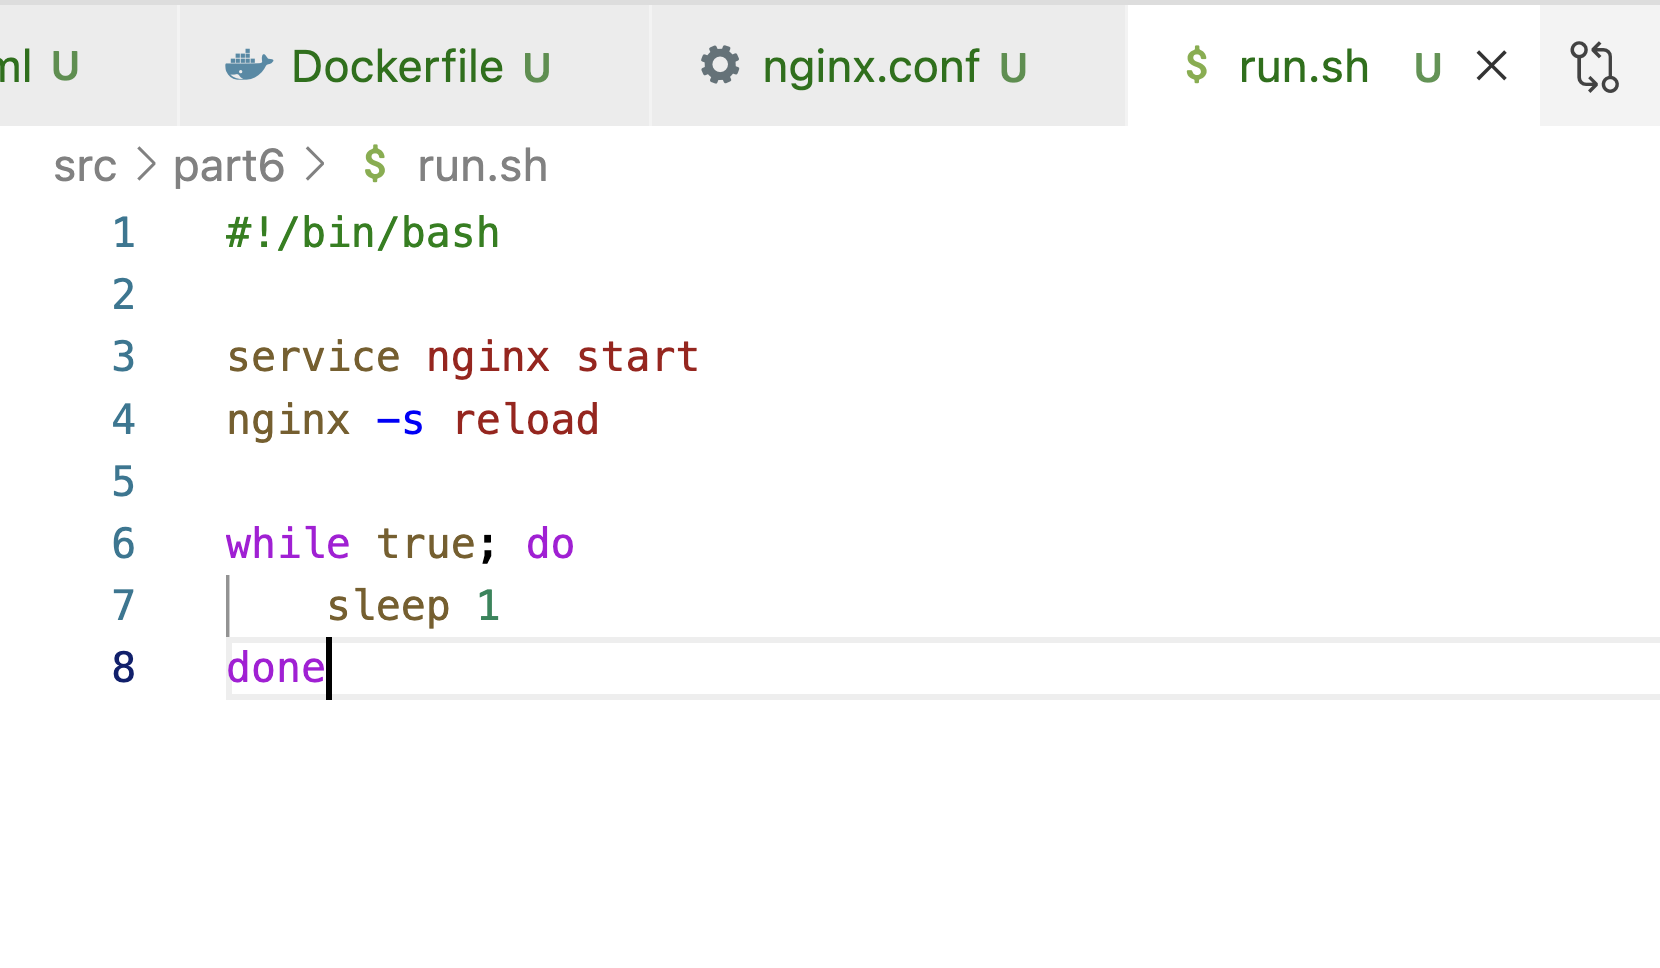 ml U Dockerfile U nginx.conf U $ run.sh U
src > part6 > $ run.sh
1 #!/bin/bash
2
3 service nginx start
4 nginx -s reload
5
6 while true; do
7     sleep 1
8 done